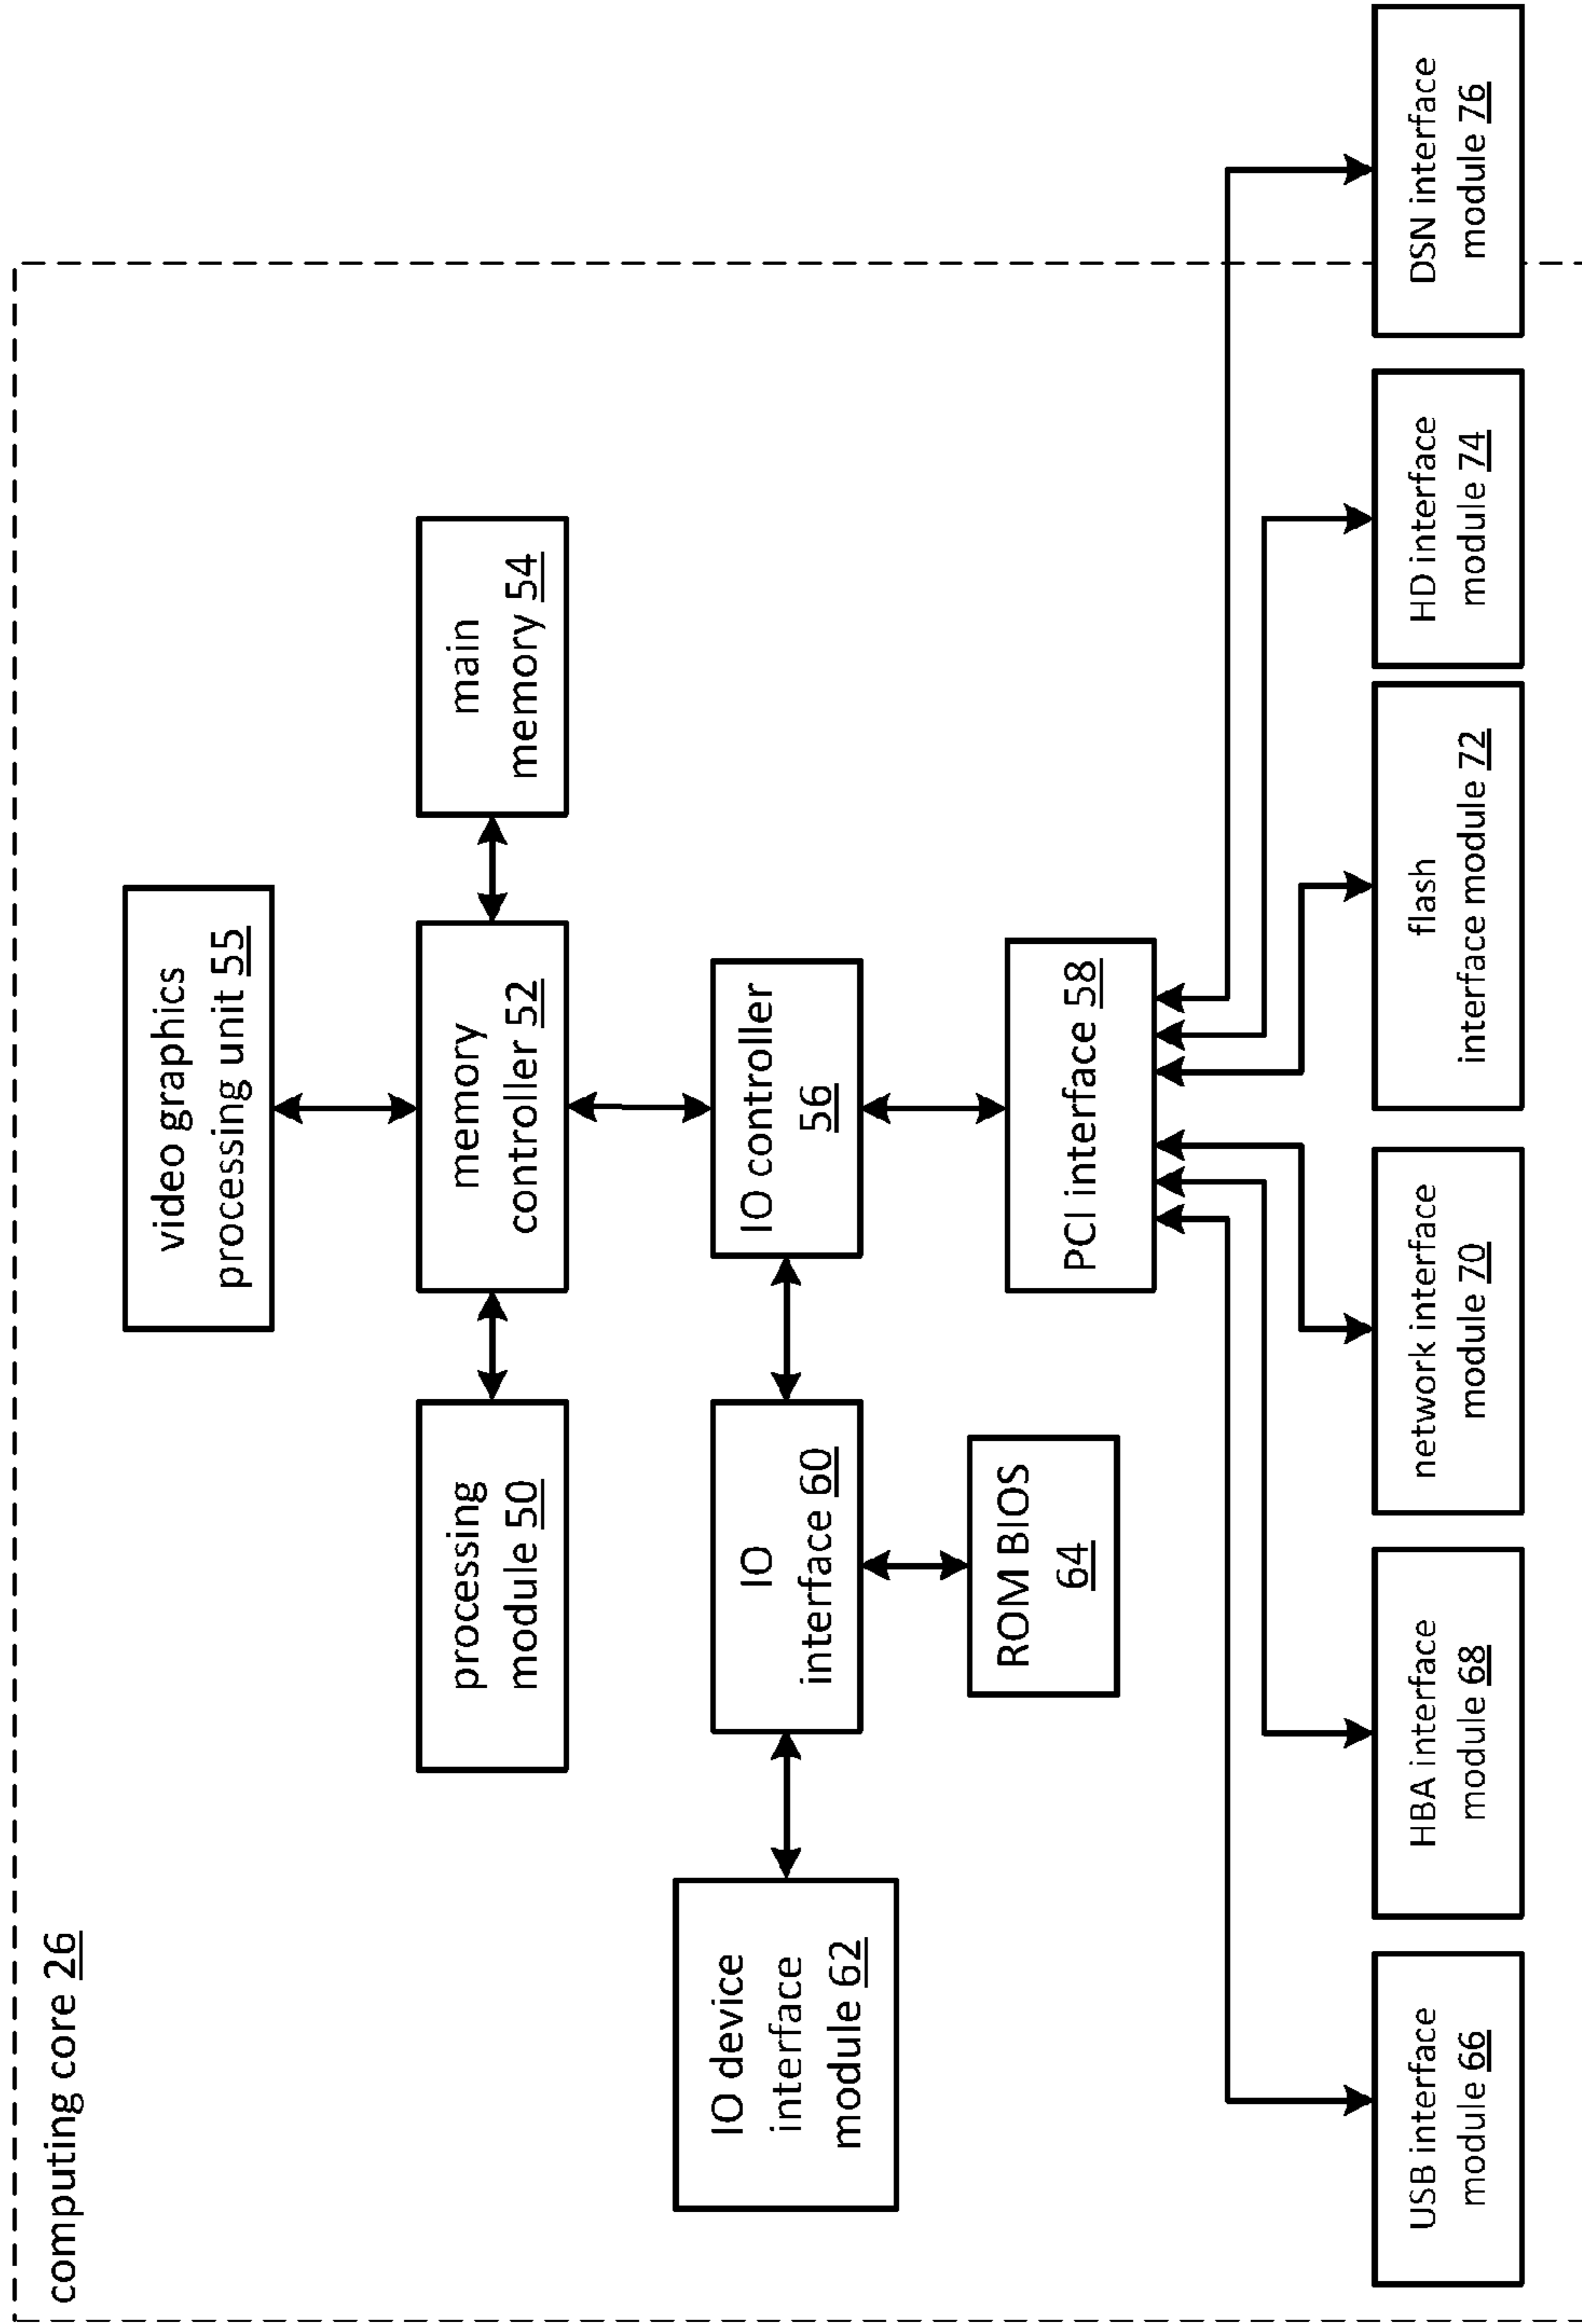 computing core 26
video graphics
processing unit 55
processing
module 50
memory
controller 52
main
memory 54
IO device
interface
module 62
IO
interface 60
IO controller
56
ROM BIOS
64
PCI interface 58
USB interface
module 66
HBA interface
module 68
network interface
module 70
flash
interface module 72
HD interface
module 74
DSN interface
module 76